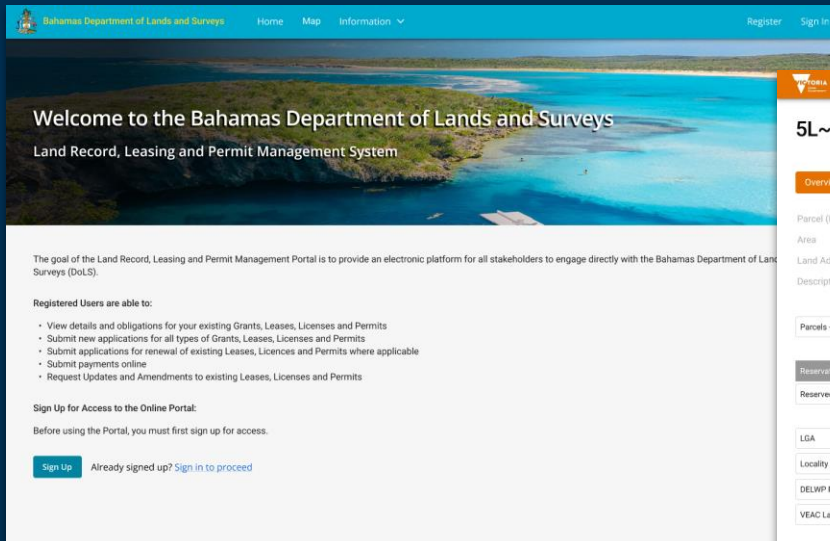 Bahamas Department of Lands and Surveys
Home Map Information
Register Sign In
Welcome to the Bahamas Department of Lands and Surveys
Land Record, Leasing and Permit Management System
The goal of the Land Record, Leasing and Permit Management Portal is to provide an electronic platform for all stakeholders to engage directly with the Bahamas Department of
Surveys (DoLS).
Registered Users are able to:
• View details and obligations for your existing Grants, Leases, Licenses and Permits
• Submit new applications for all types of Grants, Leases, Licenses and Permits
• Submit applications for renewal of existing Leases, Licences and Permits where applicable
• Submit payments online
• Request Updates and Amendments to existing Leases, Licenses and Permits
Sign Up for Access to the Online Portal:
Before using the Portal, you must first sign up for access.
Sign Up Already signed up? Sign in to proceed
VICTORIA
5L~
Parcel
Area
Land
Parcels
LGA
Locality
DELWP
VEAC